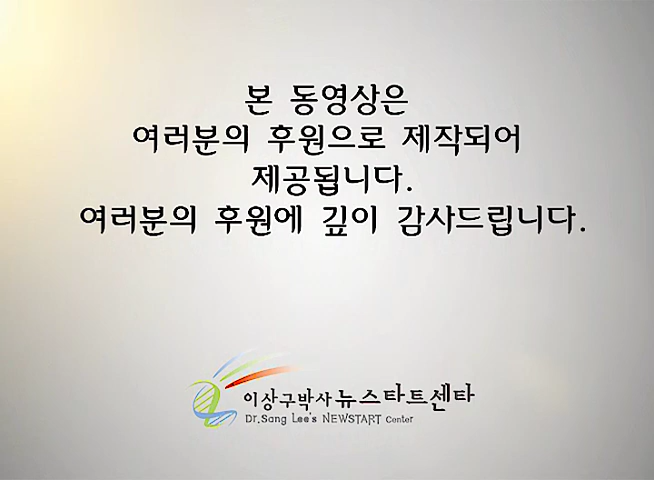 본 동영상은
여러분의 후원으로 제작되어
제공됩니다.
여러분의 후원에 깊이 감사드립니다.
이상구박사 뉴스타트센타
Dr.Sang Lee's NEWSTART Center